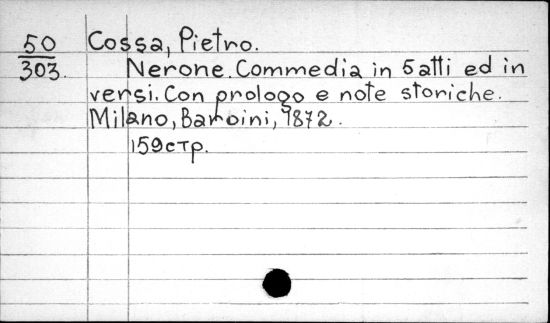 50 Cossa, Pietro.
303. Nerone. Commedia in 5 atti ed in
versi. Con prologo e note storiche.
Milano, Barbini, 1872.
159 стр.